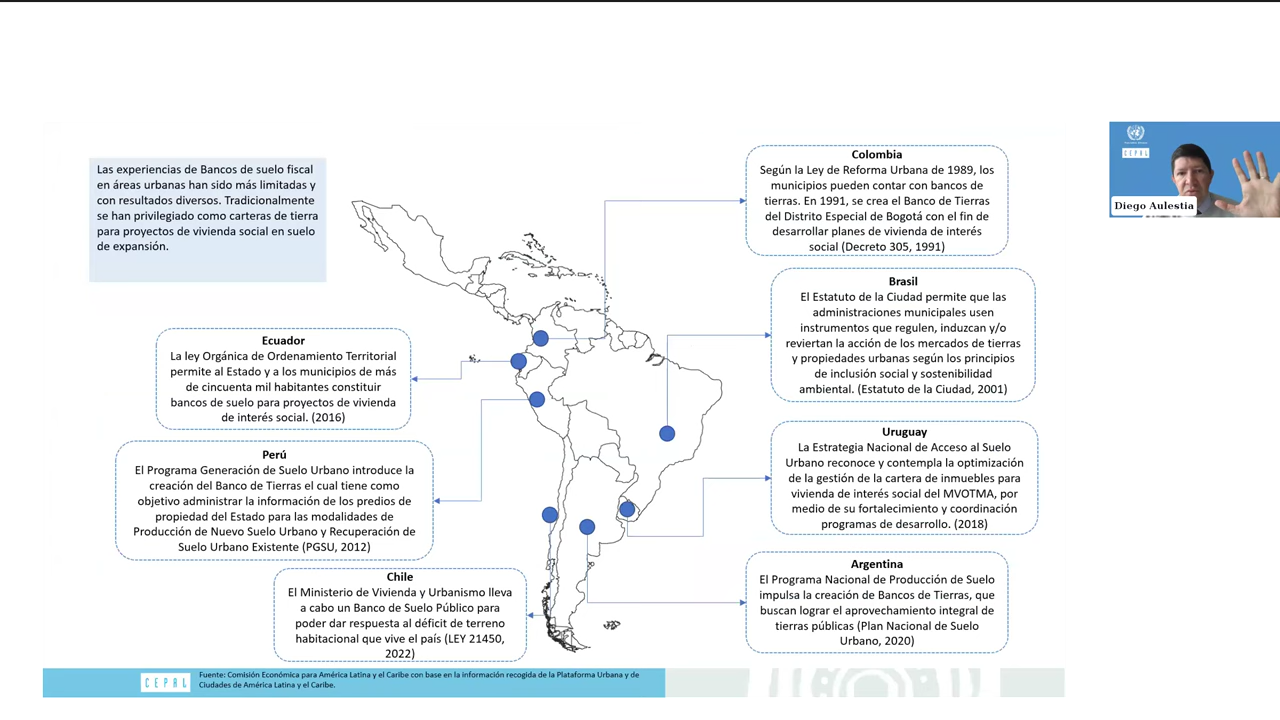 Las experiencias de Bancos de suelo fiscal
en áreas urbanas han sido más limitadas y
con resultados diversos. Tradicionalmente
se han privilegiado como carteras de tierra
para proyectos de vivienda social en suelo
de expansión.
Colombia
Según la Ley de Reforma Urbana de 1989, los
municipios pueden contar con bancos de
tierras. En 1991, se crea el Banco de Tierras
del Distrito Especial de Bogotá con el fin de
desarrollar planes de vivienda de interés
social (Decreto 305, 1991)
CEPAL
Diego Aulestia
Brasil
El Estatuto de la Ciudad permite que las
administraciones municipales usen
instrumentos que regulen, induzcan y/o
reviertan la acción de los mercados de tierras
y propiedades urbanas según los principios
de inclusión social y sostenibilidad
ambiental. (Estatuto de la Ciudad, 2001)
Ecuador
La ley Orgánica de Ordenamiento Territorial
permite al Estado y a los municipios de más
de cincuenta mil habitantes constituir
bancos de suelo para proyectos de vivienda
de interés social. (2016)
Perú
El Programa Generación de Suelo Urbano introduce la
creación del Banco de Tierras el cual tiene como
objetivo administrar la información de los predios de
propiedad del Estado para las modalidades de
Producción de Nuevo Suelo Urbano y Recuperación de
Suelo Urbano Existente (PGSU, 2012)
Uruguay
La Estrategia Nacional de Acceso al Suelo
Urbano reconoce y contempla la optimización
de la gestión de la cartera de inmuebles para
vivienda de interés social del MVOTMA, por
medio de su fortalecimiento y coordinación
programas de desarrollo. (2018)
Chile
El Ministerio de Vivienda y Urbanismo lleva
a cabo un Banco de Suelo Público para
poder dar respuesta al déficit de terreno
habitacional que vive el país (LEY 21450,
2022)
Argentina
El Programa Nacional de Producción de Suelo
impulsa la creación de Bancos de Tierras, que
buscan lograr el aprovechamiento integral de
tierras públicas (Plan Nacional de Suelo
Urbano, 2020)
CEPAL
Fuente: Comisión Económica para América Latina y el Caribe con base en la información recogida de la Plataforma Urbana y de
Ciudades de América Latina y el Caribe.